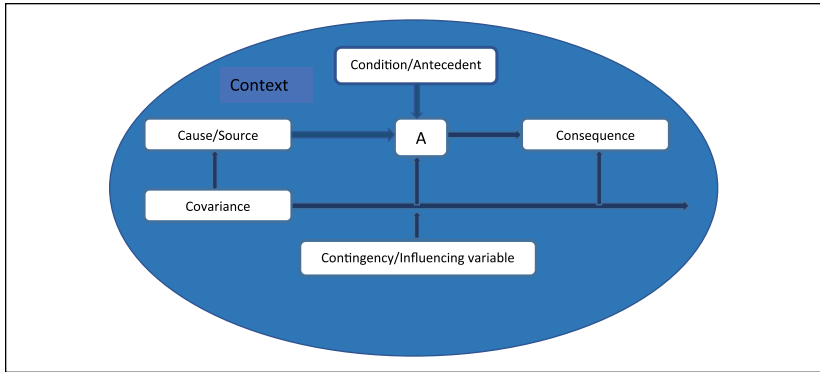 Condition/Antecedent
Context
Cause/Source
A
Consequence
Covariance
Contingency/Influencing variable